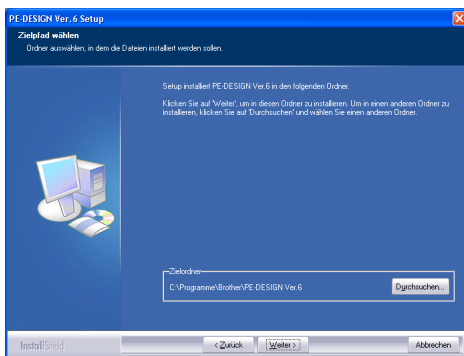 PE-DESIGN Ver. 6 Setup
Zielpfad wählen
Ordner auswählen, in dem die Dateien installiert werden sollen.
Setup installiert PE-DESIGN Ver.6 in den folgenden Ordner.
Klicken Sie auf 'Weiter', um in diesen Ordner zu installieren. Um in einen anderen Ordner zu
installieren, klicken Sie auf 'Durchsuchen' und wählen Sie einen anderen Ordner.
Zielordner
C:\Programme\Brother\PE-DESIGN Ver.6
Durchsuchen...
InstallShield
< Zurück
Weiter >
Abbrechen